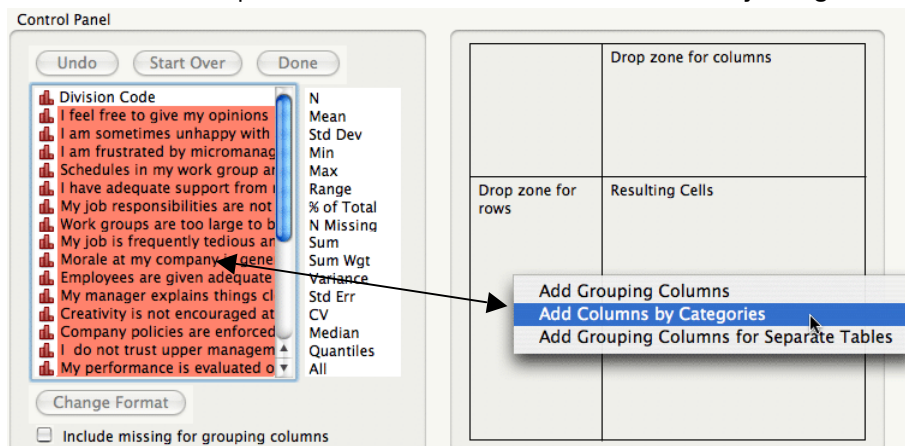 Control Panel
Undo
Start Over
Done
Division Code
I feel free to give my opinions
I am sometimes unhappy with
I am frustrated by micromanag
Schedules in my work group ar
I have adequate support from
My job responsibilities are not
Work groups are too large to b
My job is frequently tedious an
Morale at my company gene
Employees are given adequate
My manager explains things cl
Creativity is not encouraged at
Company policies are enforced
I do not trust upper managem
My performance is evaluated o
N
Mean
Std Dev
Min
Max
Range
% of Total
N Missing
Sum
Sum Wgt
Variance
Std Err
CV
Median
Quantiles
All
Change Format
Include missing for grouping columns
Drop zone for columns
Drop zone for
rows
Resulting Cells
Add Grouping Columns
Add Columns by Categories
Add Grouping Columns for Separate Tables